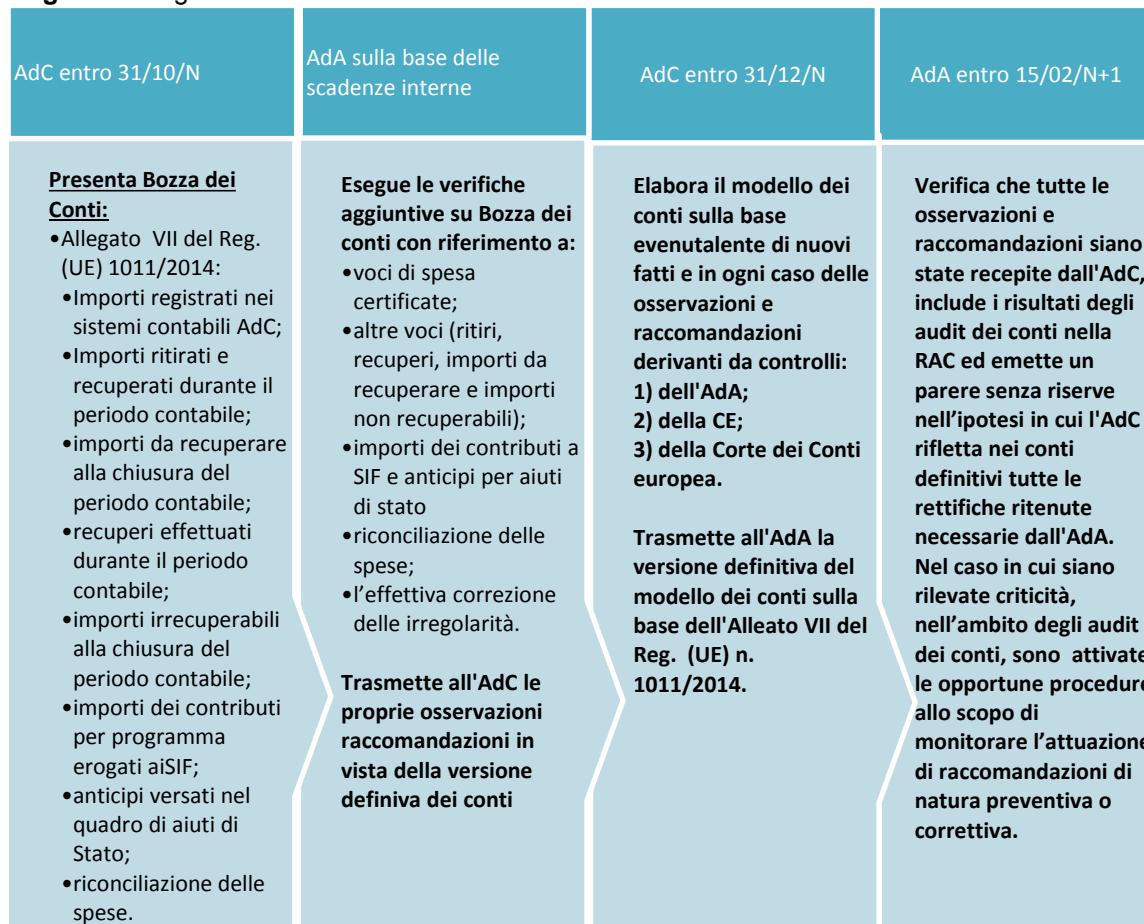 AdC entro 31/10/N
AdA sulla base delle
scadenze interne
AdC entro 31/12/N
AdA entro 15/02/N+1
Presenta Bozza dei
Conti:
•Allegato VII del Reg.
(UE) 1011/2014:
•Importi registrati nei
sistemi contabili AdC;
•Importi ritirati e
recuperati durante il
periodo contabile;
•importi da recuperare
alla chiusura del
periodo contabile;
•recuperi effettuati
durante il periodo
contabile;
•importi irrecuperabili
alla chiusura del
periodo contabile;
•importi dei contributi
per programma
erogati aiSIF;
•anticipi versati nel
quadro di aiuti di
Stato;
•riconciliazione delle
spese.
Esegue le verifiche
aggiuntive su Bozza dei
conti con riferimento a:
•voci di spesa
certificate;
•altre voci (ritiri,
recuperi, importi da
recuperare e importi
non recuperabili);
•importi dei contributi a
SIF e anticipi per aiuti
di stato
•riconciliazione delle
spese;
•l'effettiva correzione
delle irregolarità.
Trasmette all'AdC le
proprie osservazioni
raccomandazioni in
vista della versione
definiva dei conti
Elabora il modello dei
conti sulla base
evenutalente di nuovi
fatti e in ogni caso delle
osservazioni e
raccomandazioni
derivanti da controlli:
1) dell'AdA;
2) della CE;
3) della Corte dei Conti
europea.
Trasmette all'AdA la
versione definitiva del
modello dei conti sulla
base dell'Alleato VII del
Reg. (UE) n.
1011/2014.
Verifica che tutte le
osservazioni e
raccomandazioni siano
state recepite dall'AdC,
include i risultati degli
audit dei conti nella
RAC ed emette un
parere senza riserve
nell'ipotesi in cui l'AdC
rifletta nei conti
definitivi tutte le
rettifiche ritenute
necessarie dall'AdA.
Nel caso in cui siano
rilevate criticità,
nell'ambito degli audit
dei conti, sono attivate
le opportune procedure
allo scopo di
monitorare l'attuazione
di raccomandazioni di
natura preventiva o
correttiva.